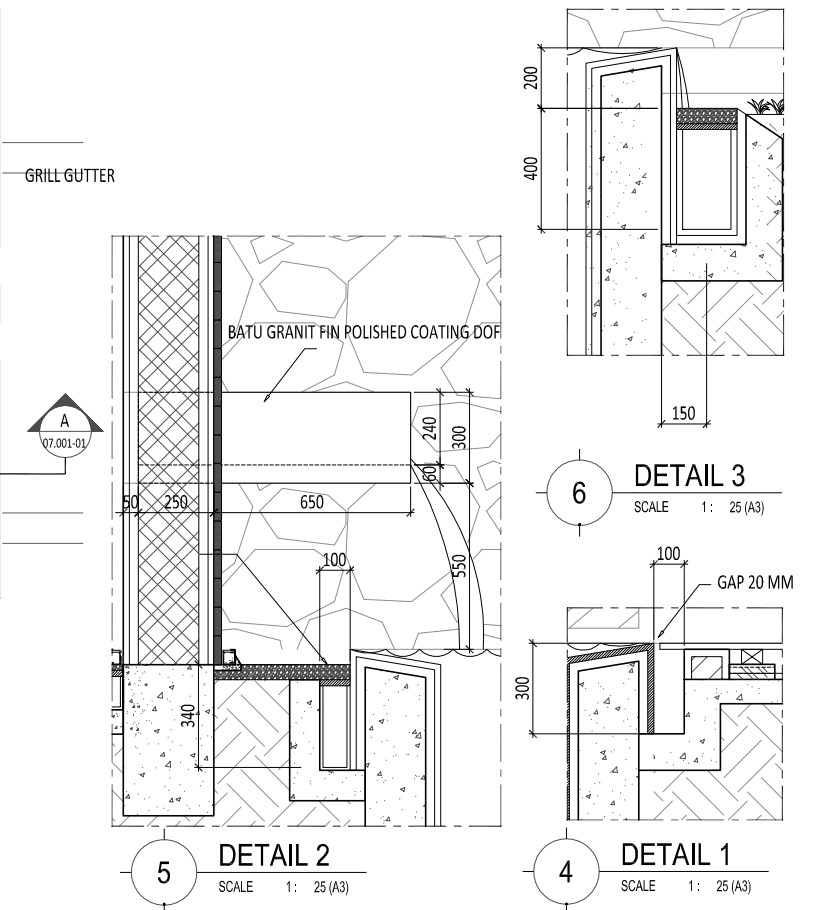 GRILL GUTTER
BATU GRANIT FIN POLISHED COATING DOF
A
07.001-01
240
300
60
50
250
650
100
550
340
5
DETAIL 2
SCALE 1: 25 (A3)
200
400
150
6
DETAIL 3
SCALE 1: 25 (A3)
100
GAP 20 MM
300
4
DETAIL 1
SCALE 1: 25 (A3)